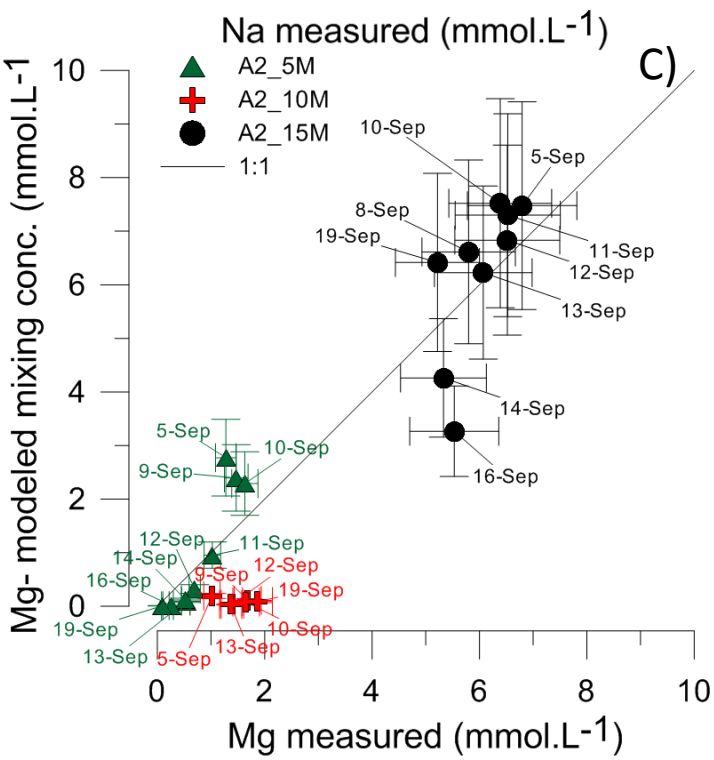 Na measured (mmol.L-1)
C)
A2_5M
A2_10M
A2_15M
1:1
Mg- modeled mixing conc. (mmol.L-1
10
8
6
4
2
0
10-Sep
5-Sep
8-Sep
19-Sep
11-Sep
12-Sep
13-Sep
14-Sep
16-Sep
5-Sep
9-Sep
10-Sep
12-Sep
11-Sep
14-Sep
9-Sep
12-Sep
16-Sep
19-Sep
19-Sep
10-Sep
13-Sep
5-Sep
13-Sep
0
2
4
6
8
10
Mg measured (mmol.L-1)